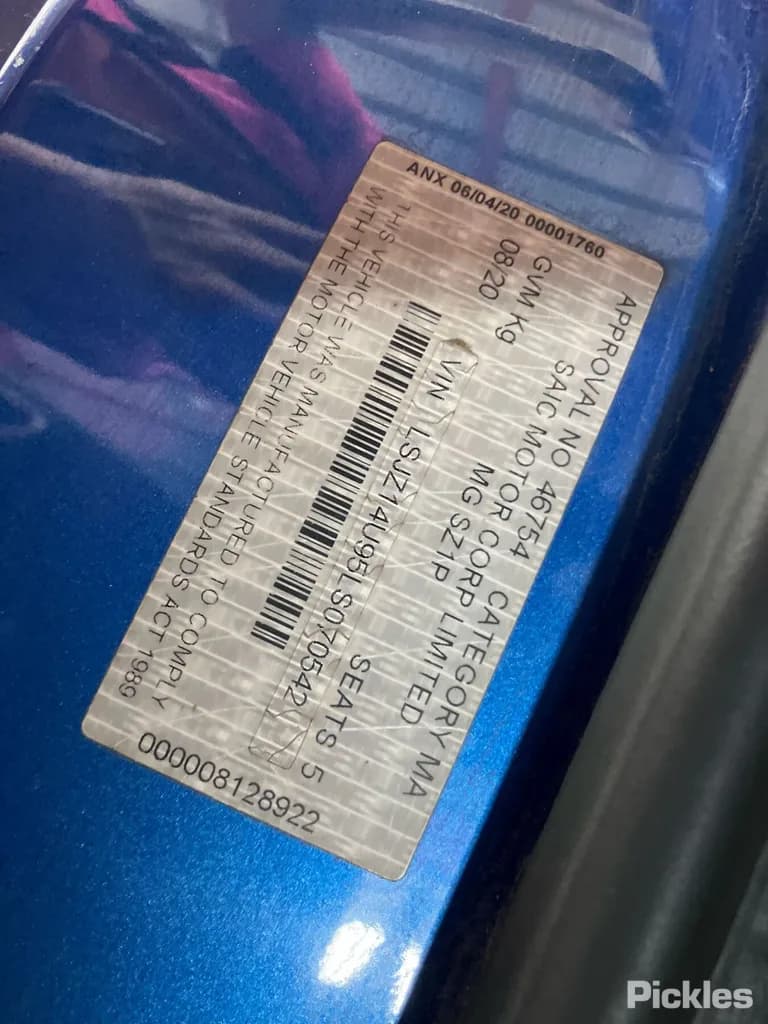 ANX 06/04/20 00001760
APPROVAL NO 46754 CATEGORY MA
SAIC MOTOR CORP LIMITED
MG SZ1P
GVM Kg SEATS 5
08/20 VIN LSJZ14U95LS070542
THIS VEHICLE WAS MANUFACTURED TO COMPLY
WITH THE MOTOR VEHICLE STANDARDS ACT 1989
000008128922
Pickles